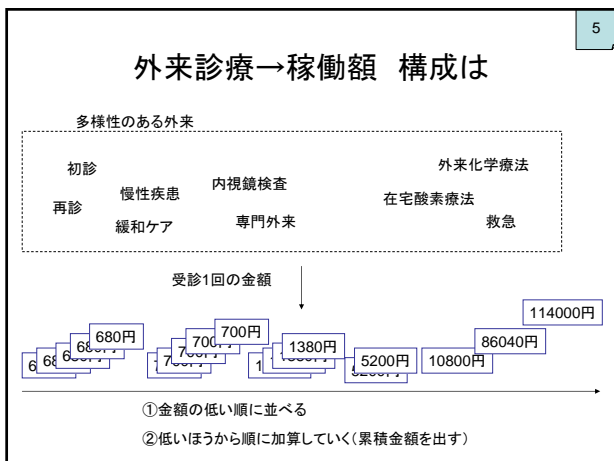 5
外来診療→稼働額 構成は
多様性のある外来
初診
外来化学療法
慢性疾患
内視鏡検査
再診
在宅酸素療法
緩和ケア
専門外来
救急
受診1回の金額
114000円
680円
700円
1380円
86040円
5200円
10800円
①金額の低い順に並べる
②低いほうから順に加算していく(累積金額を出す)